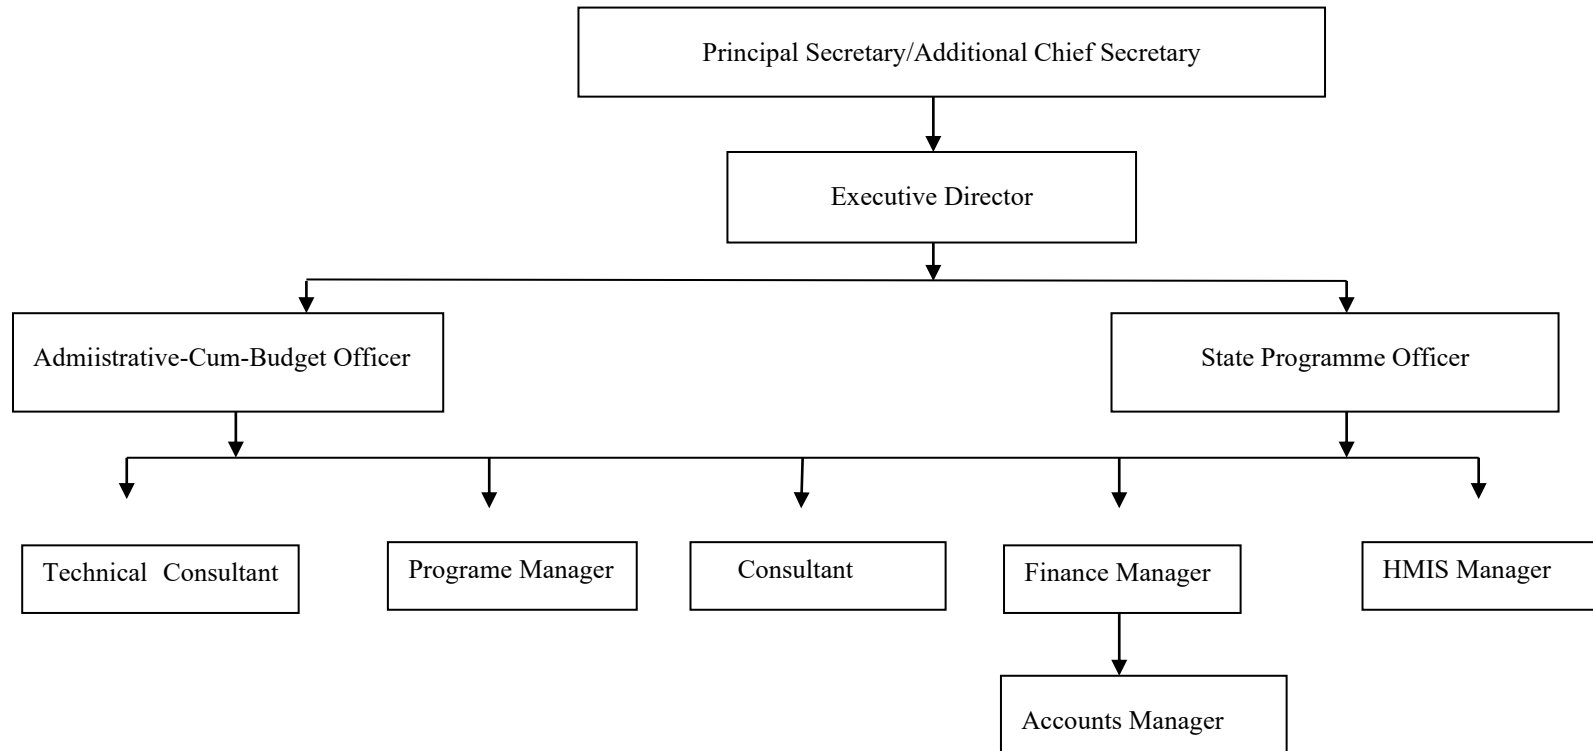 Principal Secretary/Additional Chief Secretary
Executive Director
Admiistrative-Cum-Budget Officer
State Programme Officer
Technical Consultant
Programe Manager
Consultant
Finance Manager
HMIS Manager
Accounts Manager